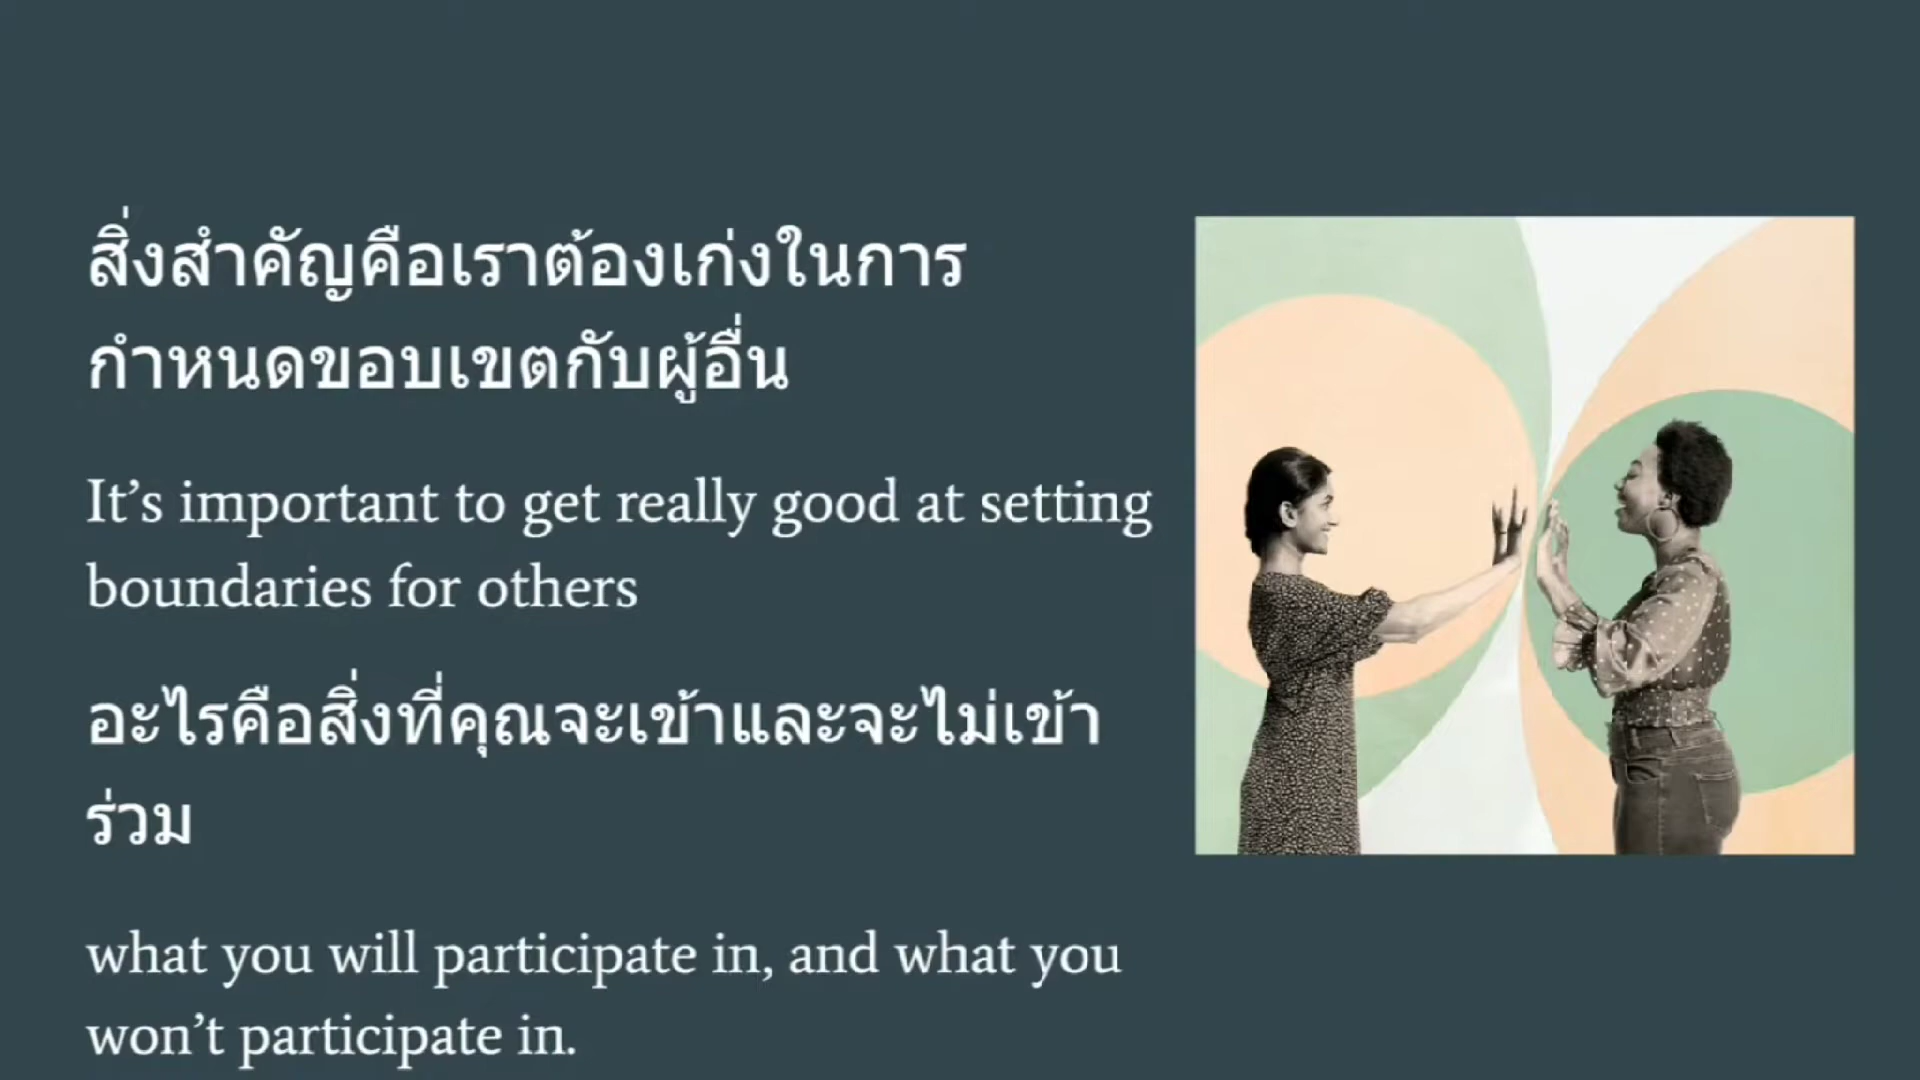 สิ่งสำคัญคือเราต้องเก่งในการ
กำหนดขอบเขตกับผู้อื่น
It’s important to get really good at setting
boundaries for others
อะไรคือสิ่งที่คุณจะเข้าและจะไม่เข้า
ร่วม
what you will participate in, and what you
won’t participate in.